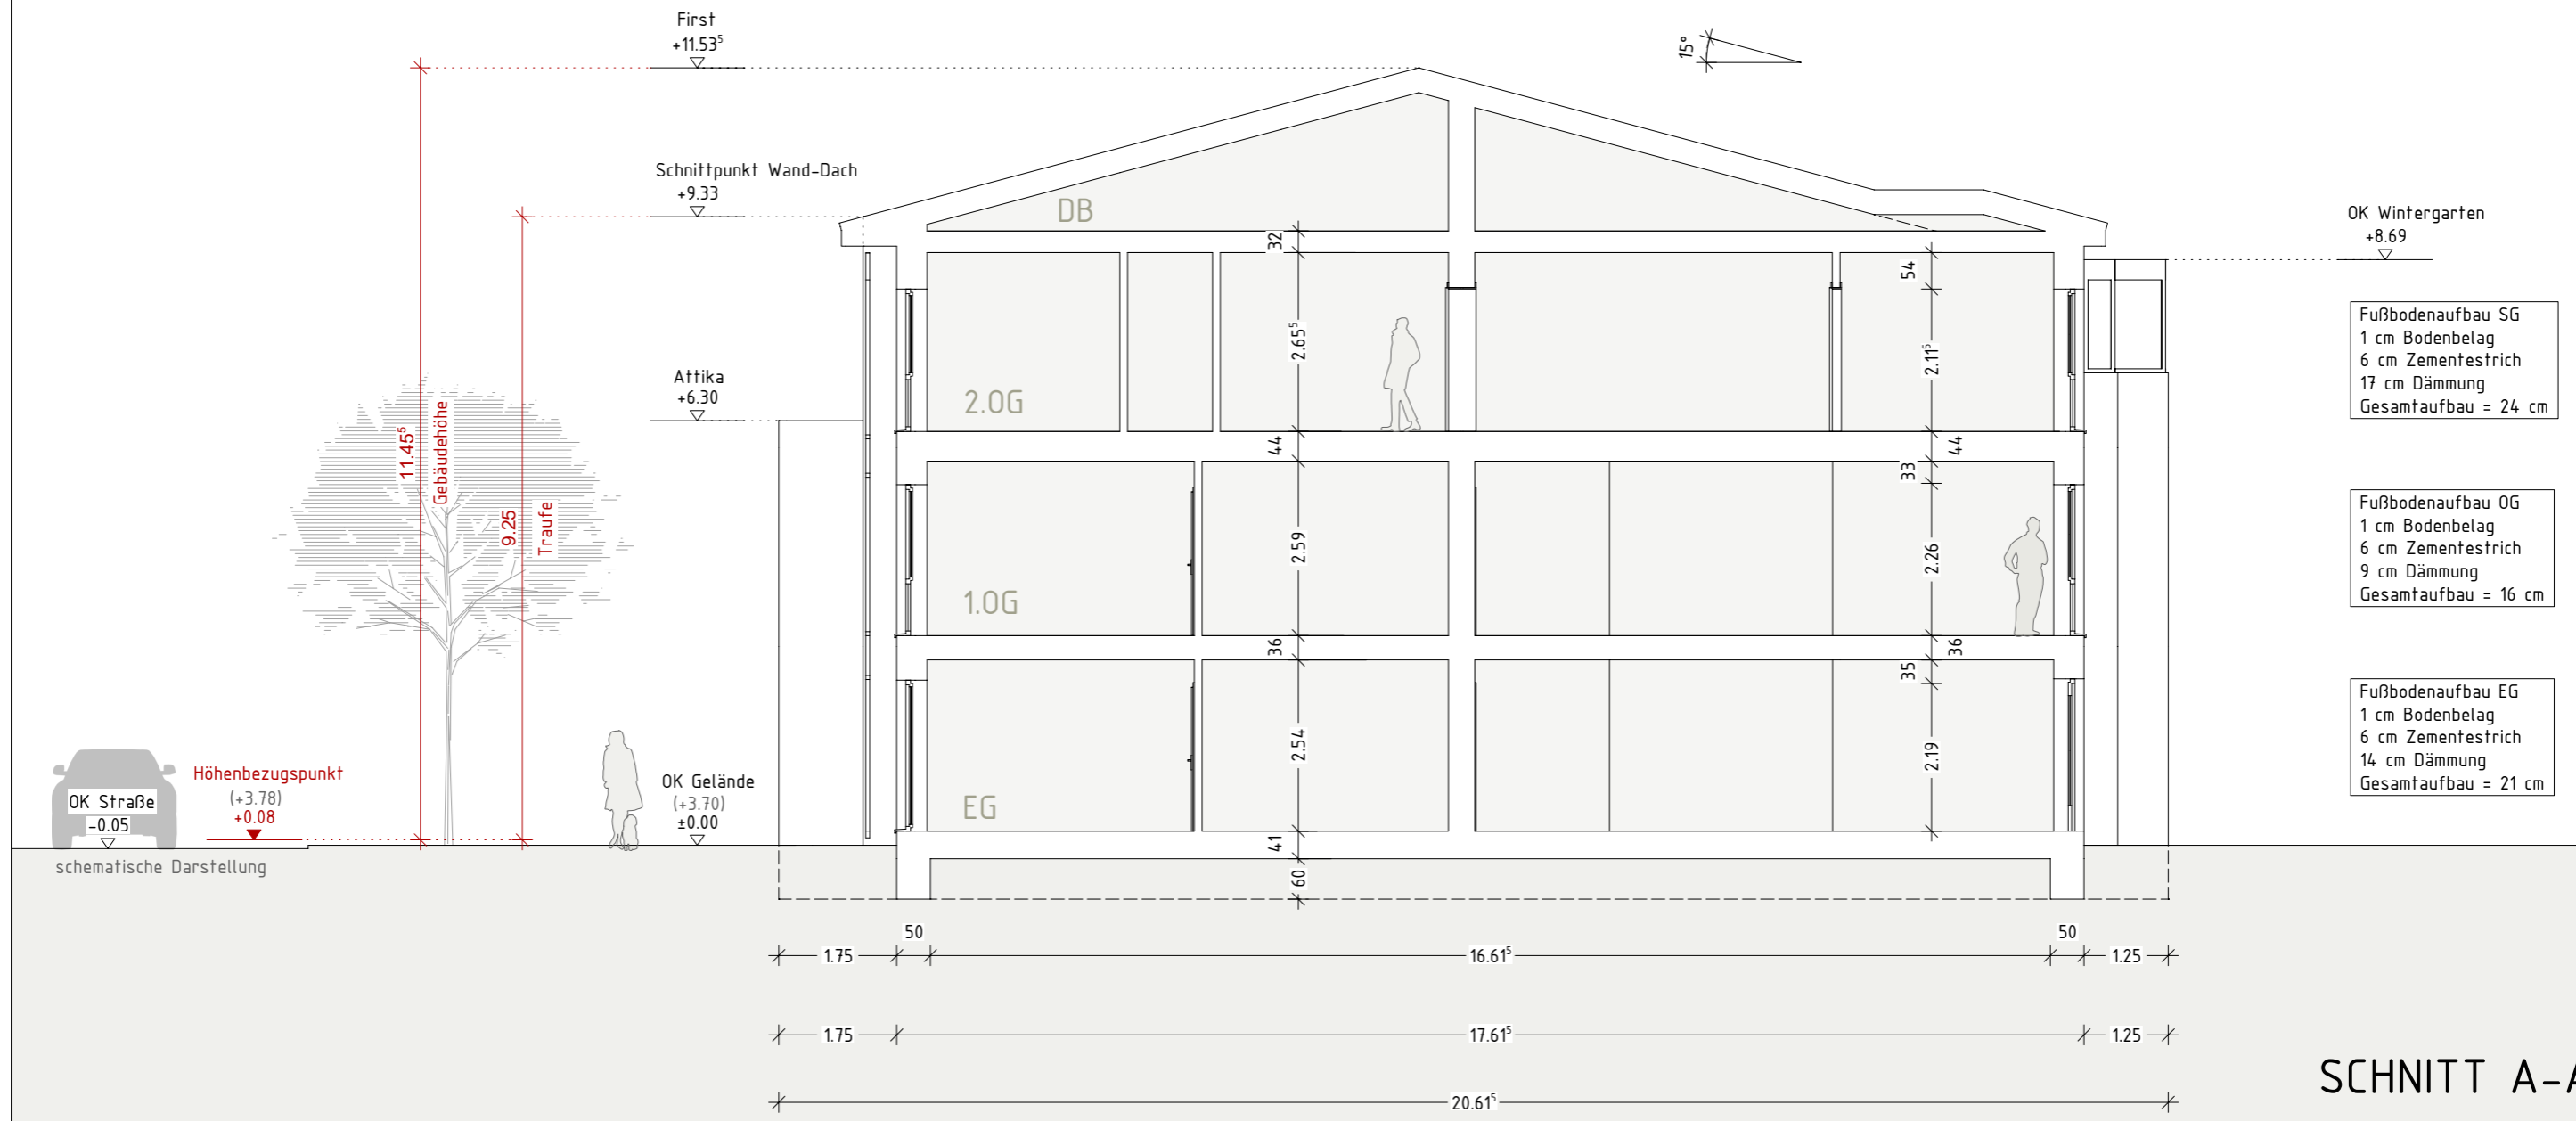 First
+11.53⁵
15°
Schnittpunkt Wand-Dach
+9.33
DB
OK Wintergarten
+8.69
32
54
2.65⁵
2.11⁵
2.OG
Attika
+6.30
Fußbodenaufbau SG
1 cm Bodenbelag
6 cm Zementestrich
17 cm Dämmung
Gesamtaufbau = 24 cm
11.45⁵
Gebäudehöhe
9.25
Traufe
44
44
33
2.59
2.26
1.OG
Fußbodenaufbau OG
1 cm Bodenbelag
6 cm Zementestrich
9 cm Dämmung
Gesamtaufbau = 16 cm
36
36
35
2.54
2.19
EG
Fußbodenaufbau EG
1 cm Bodenbelag
6 cm Zementestrich
14 cm Dämmung
Gesamtaufbau = 21 cm
OK Straße
-0.05
Höhenbezugspunkt
(+3.78)
+0.08
OK Gelände
(+3.70)
±0.00
schematische Darstellung
41
60
50
50
1.75
16.61⁵
1.25
1.75
17.61⁵
1.25
20.61⁵
SCHNITT A-A